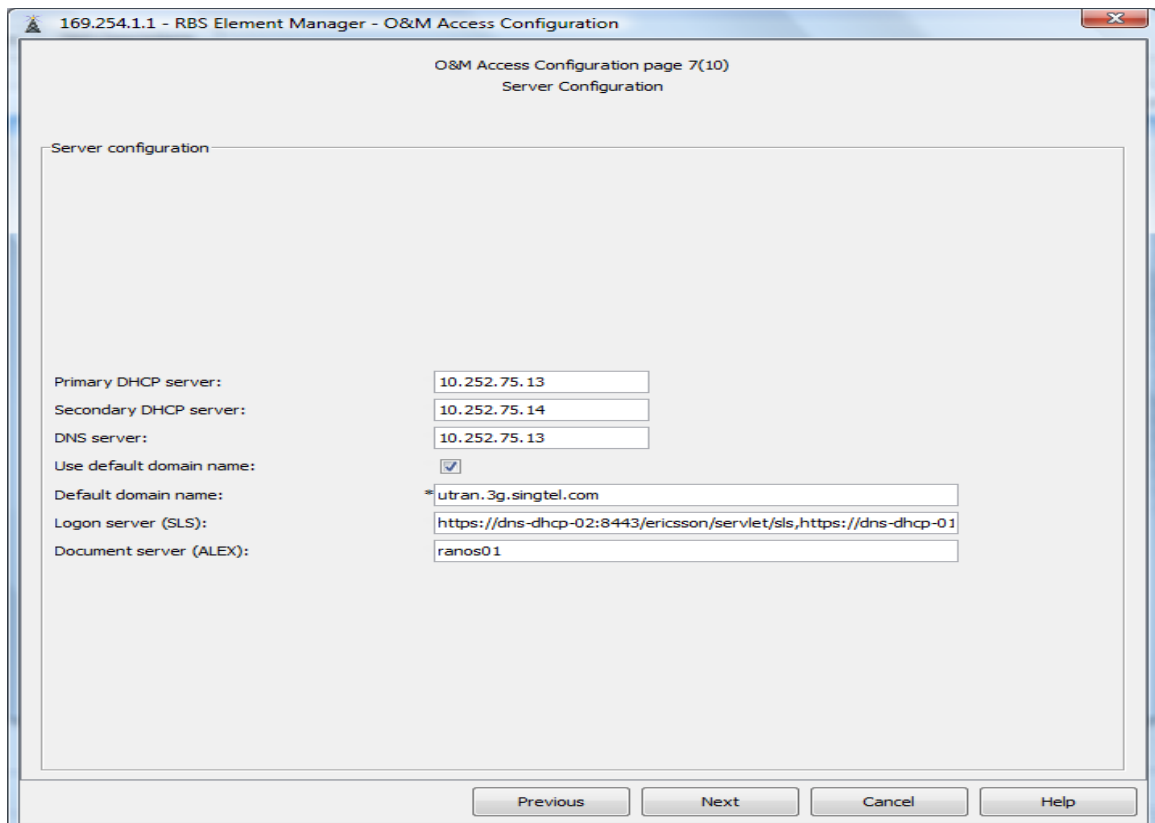 169.254.1.1 - RBS Element Manager - O&M Access Configuration
O&M Access Configuration page 7(10)
Server Configuration
Server configuration
Primary DHCP server: 10.252.75.13
Secondary DHCP server: 10.252.75.14
DNS server: 10.252.75.13
Use default domain name:
Default domain name: *utran.3g.singtel.com
Logon server (SLS): https://dns-dhcp-02:8443/ericsson/servlet/sls,https://dns-dhcp-01
Document server (ALEX): ranos01
Previous Next Cancel Help